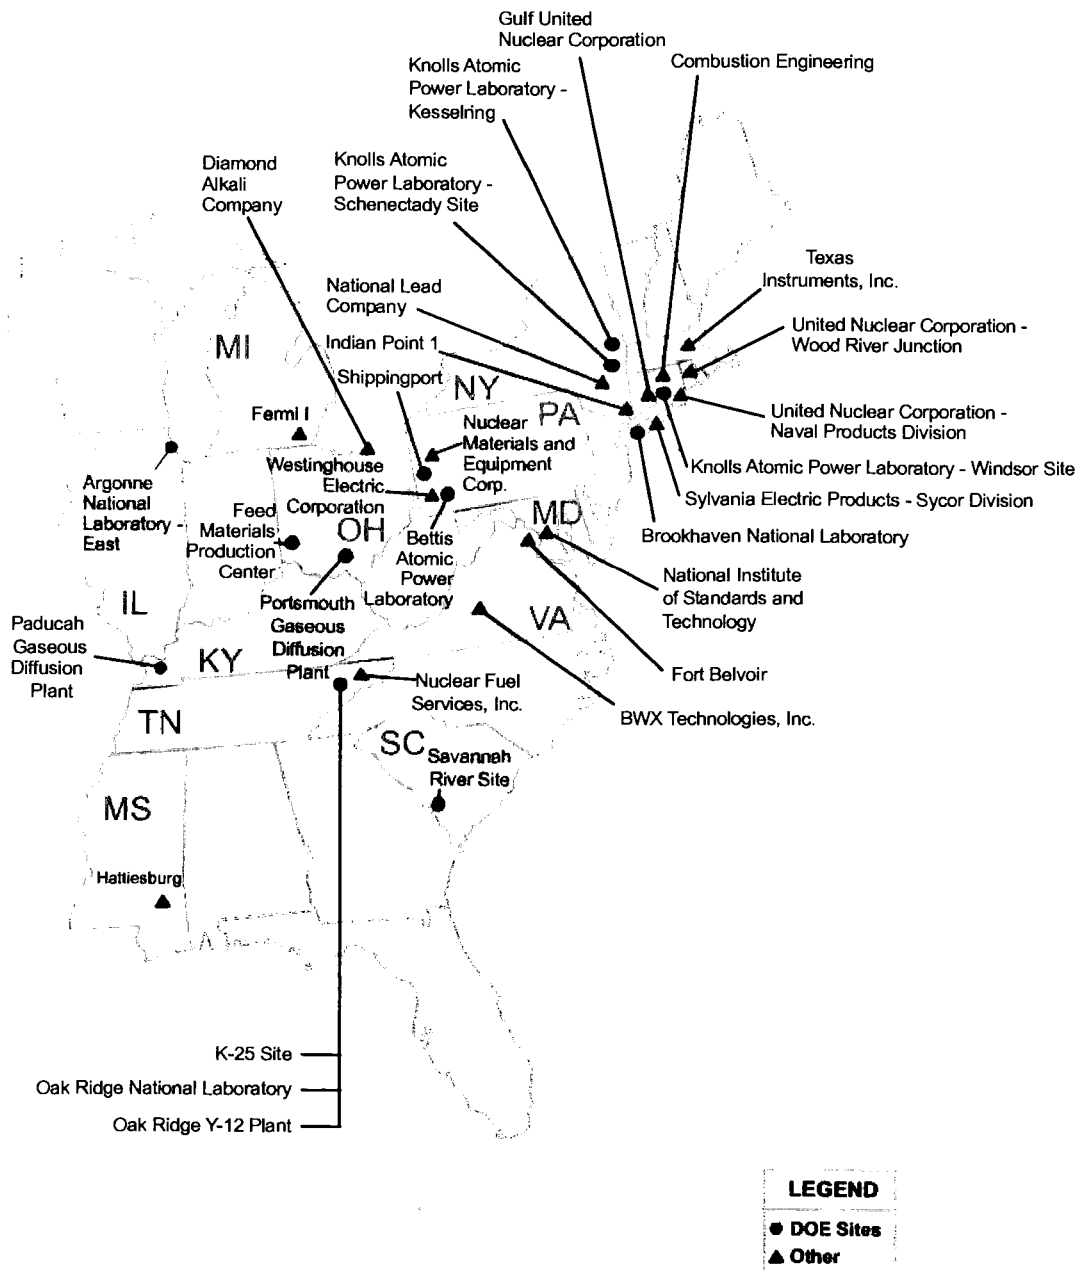 Gulf United
Nuclear Corporation
Combustion Engineering
Knolls Atomic
Power Laboratory -
Kesselring
Diamond
Alkali
Company
Knolls Atomic
Power Laboratory -
Schenectady Site
Texas
Instruments, Inc.
National Lead
Company
United Nuclear Corporation -
Wood River Junction
Indian Point 1
MI
Shippingport
NY
PA
Fermi I
Nuclear
Materials and
Equipment
Corp.
United Nuclear Corporation -
Naval Products Division
Westinghouse
Electric
Corporation
Knolls Atomic Power Laboratory - Windsor Site
Sylvania Electric Products - Sycor Division
Argonne
National
Laboratory -
East
Feed
Materials
Production
Center
OH
MD
Bettis
Atomic
Power
Laboratory
Brookhaven National Laboratory
National Institute
of Standards and
Technology
IL
Portsmouth
Gaseous
Diffusion
Plant
VA
Paducah
Gaseous
Diffusion
Plant
KY
Nuclear Fuel
Services, Inc.
Fort Belvoir
BWX Technologies, Inc.
TN
SC
Savannah
River Site
MS
Hattiesburg
K-25 Site
Oak Ridge National Laboratory
Oak Ridge Y-12 Plant
LEGEND
DOE Sites
Other